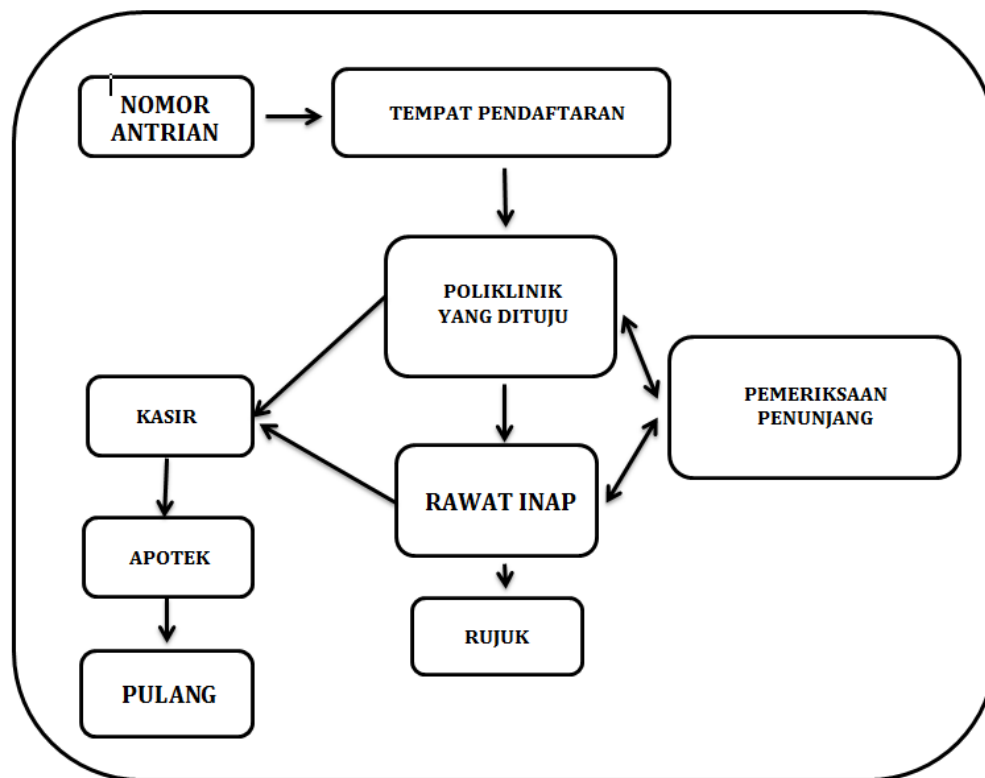 NOMOR
ANTRIAN
TEMPAT PENDAFTARAN
POLIKLINIK
YANG DITUJU
PEMERIKSAAN
PENUNJANG
KASIR
RAWAT INAP
APOTEK
RUJUK
PULANG